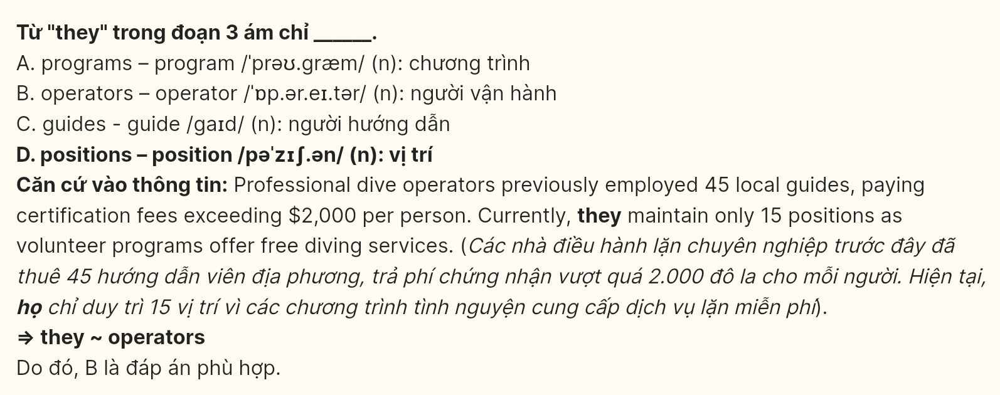 Từ "they" trong đoạn 3 ám chỉ ______.
A. programs – program /ˈprəʊ.ɡræm/ (n): chương trình
B. operators – operator /ˈɒp.ər.eɪ.tər/ (n): người vận hành
C. guides - guide /ɡaɪd/ (n): người hướng dẫn
D. positions – position /pəˈzɪʃ.ən/ (n): vị trí
Căn cứ vào thông tin: Professional dive operators previously employed 45 local guides, paying
certification fees exceeding $2,000 per person. Currently, they maintain only 15 positions as
volunteer programs offer free diving services. (Các nhà điều hành lặn chuyên nghiệp trước đây đã
thuê 45 hướng dẫn viên địa phương, trả phí chứng nhận vượt quá 2.000 đô la cho mỗi người. Hiện tại,
họ chỉ duy trì 15 vị trí vì các chương trình tình nguyện cung cấp dịch vụ lặn miễn phí).
⇒ they ~ operators
Do đó, B là đáp án phù hợp.